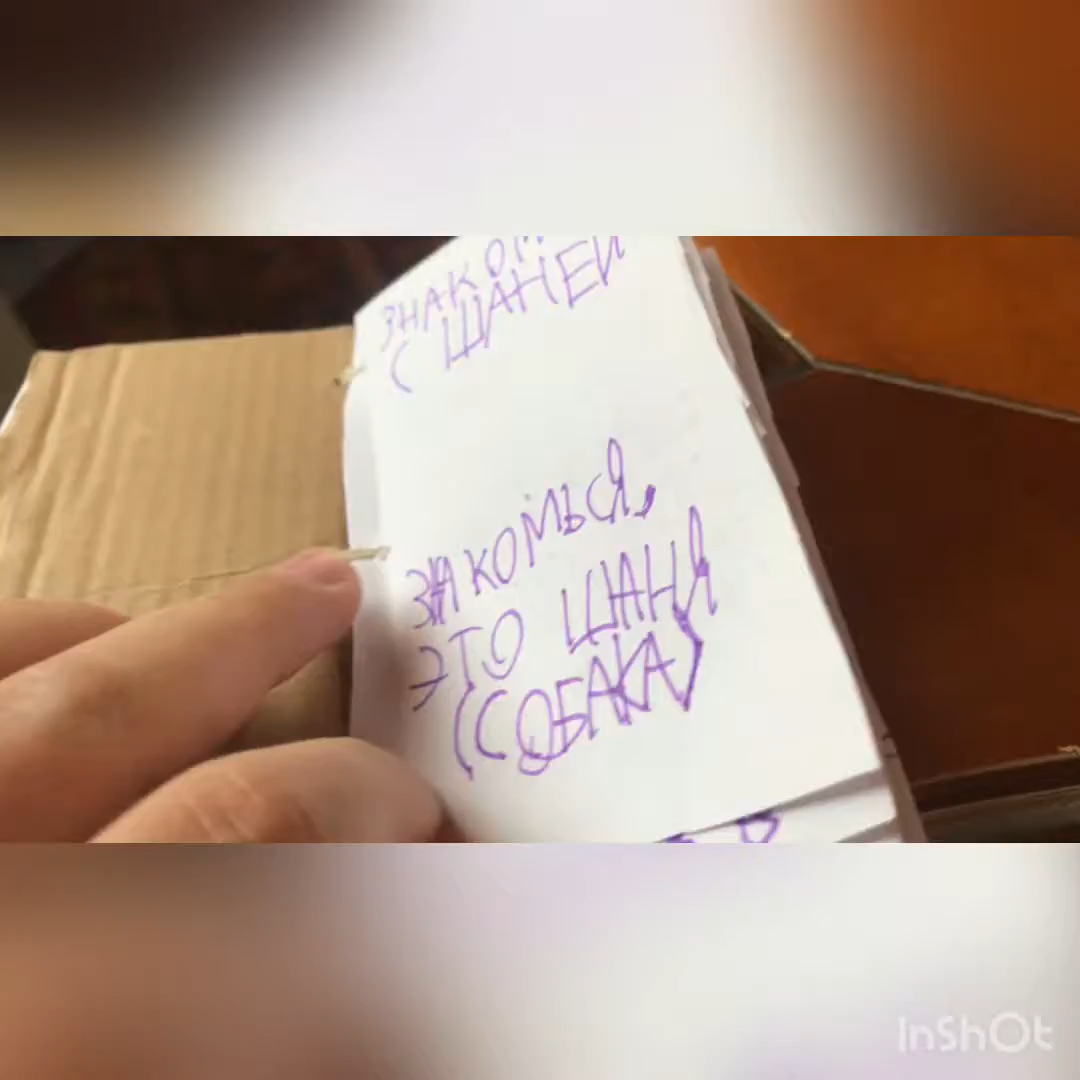 ЗНАКОМ
С ШАНЕЙ
ЗНАКОМЬСЯ,
ЭТО ШАНЯ
(СОБАКА)
InShOt